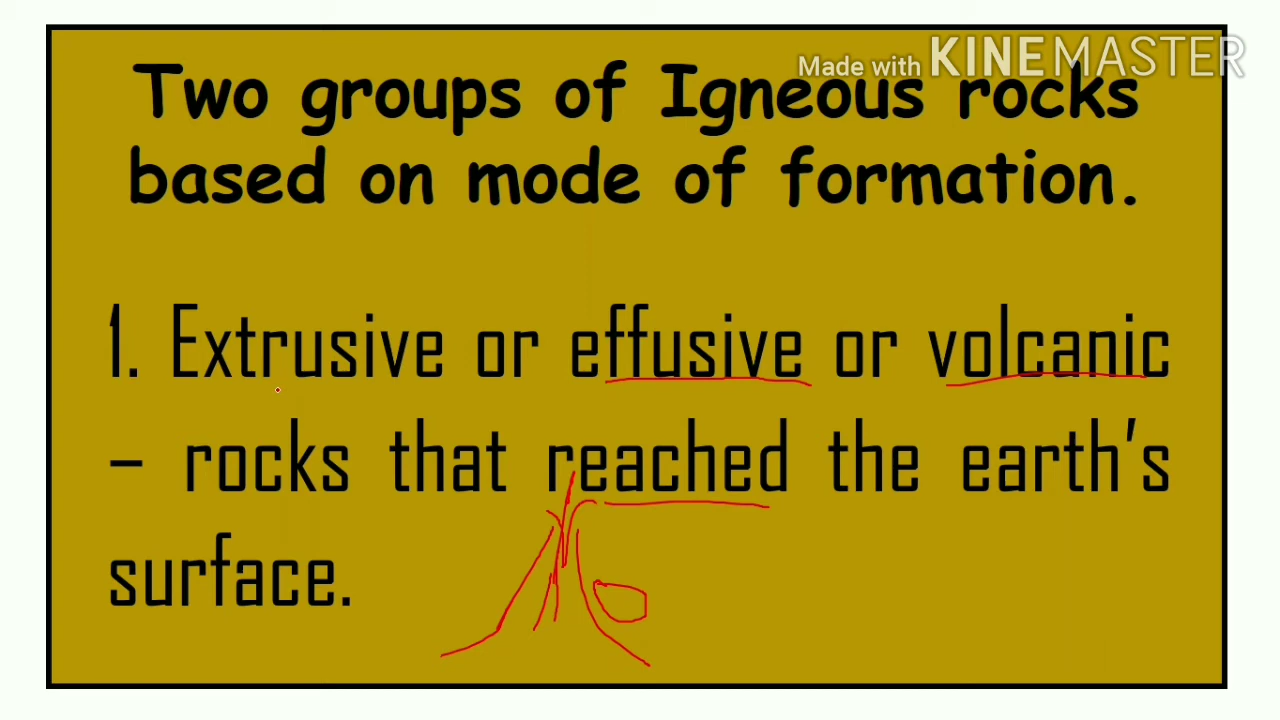 Made with KINEMASTER
Two groups of Igneous rocks
based on mode of formation.
1. Extrusive or effusive or volcanic
– rocks that reached the earth's
surface.